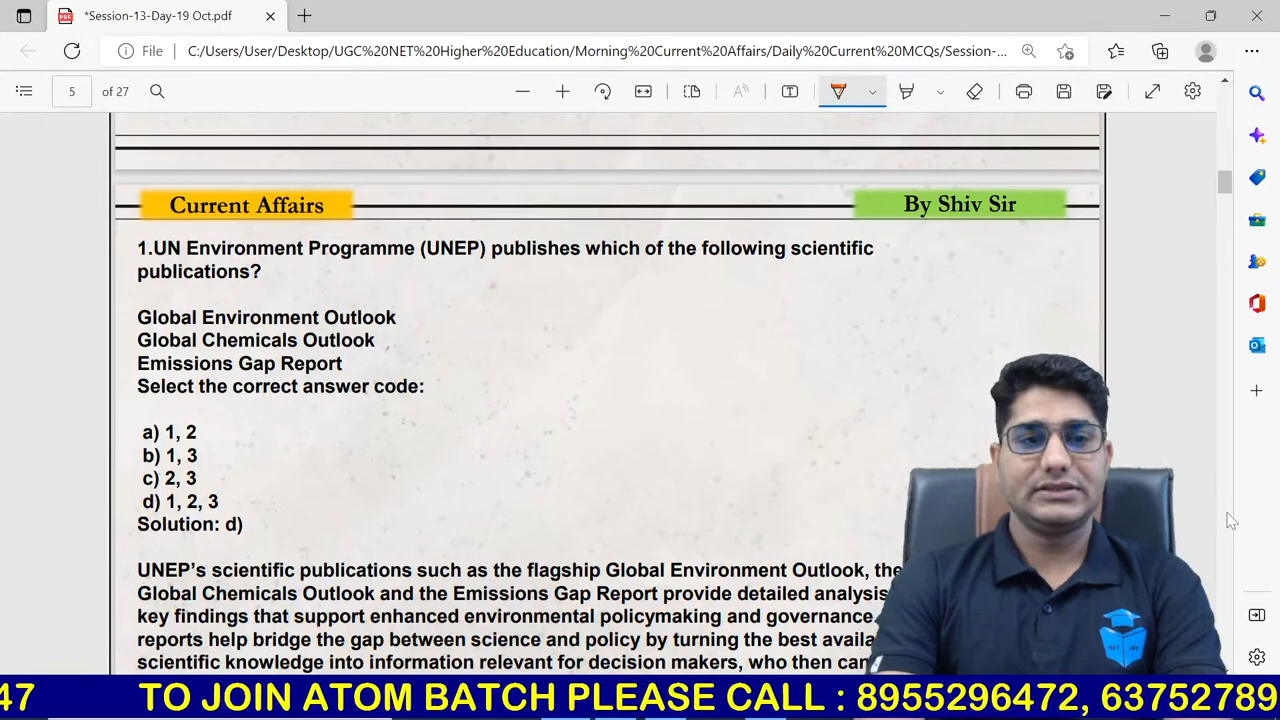 *Session-13-Day-19 Oct.pdf
File
C:/Users/User/Desktop/UGC%20NET%20Higher%20Education/Morning%20Current%20Affairs/Daily%20Current%20MCQs/Session-...
5 of 27
Current Affairs
By Shiv Sir
1.UN Environment Programme (UNEP) publishes which of the following scientific
publications?
Global Environment Outlook
Global Chemicals Outlook
Emissions Gap Report
Select the correct answer code:
a) 1, 2
b) 1, 3
c) 2, 3
d) 1, 2, 3
Solution: d)
UNEP’s scientific publications such as the flagship Global Environment Outlook, the
Global Chemicals Outlook and the Emissions Gap Report provide detailed analysis
key findings that support enhanced environmental policymaking and governance.
reports help bridge the gap between science and policy by turning the best availa
scientific knowledge into information relevant for decision makers, who then can
47 TO JOIN ATOM BATCH PLEASE CALL : 8955296472, 63752789